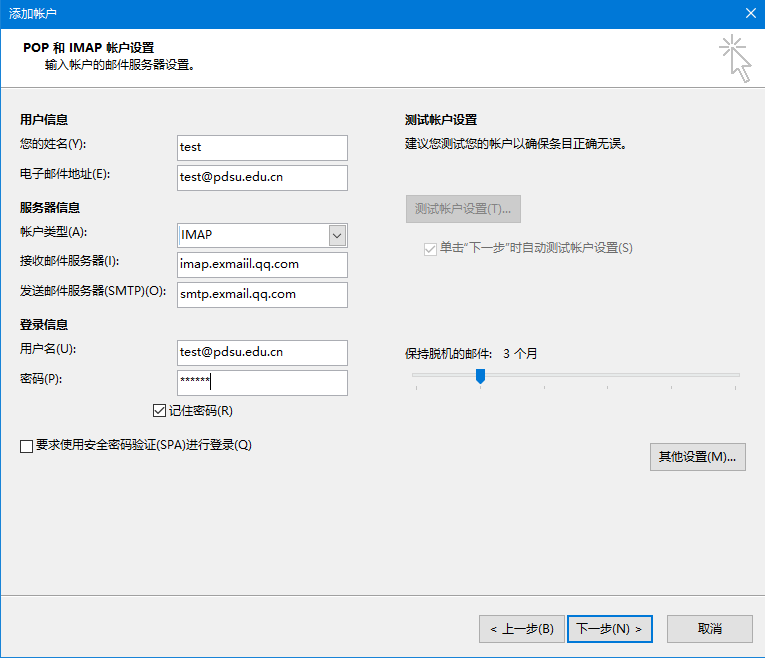 添加帐户
POP 和 IMAP 帐户设置
输入帐户的邮件服务器设置。
用户信息
您的姓名(Y):
test
电子邮件地址(E):
test@pdsu.edu.cn
服务器信息
帐户类型(A):
IMAP
接收邮件服务器(I):
imap.exmaiil.qq.com
发送邮件服务器(SMTP)(O):
smtp.exmail.qq.com
登录信息
用户名(U):
test@pdsu.edu.cn
密码(P):
******
记住密码(R)
要求使用安全密码验证(SPA)进行登录(Q)
测试帐户设置
建议您测试您的帐户以确保条目正确无误。
测试帐户设置(T)...
单击“下一步”时自动测试帐户设置(S)
保持脱机的邮件: 3 个月
其他设置(M)...
< 上一步(B)
下一步(N) >
取消